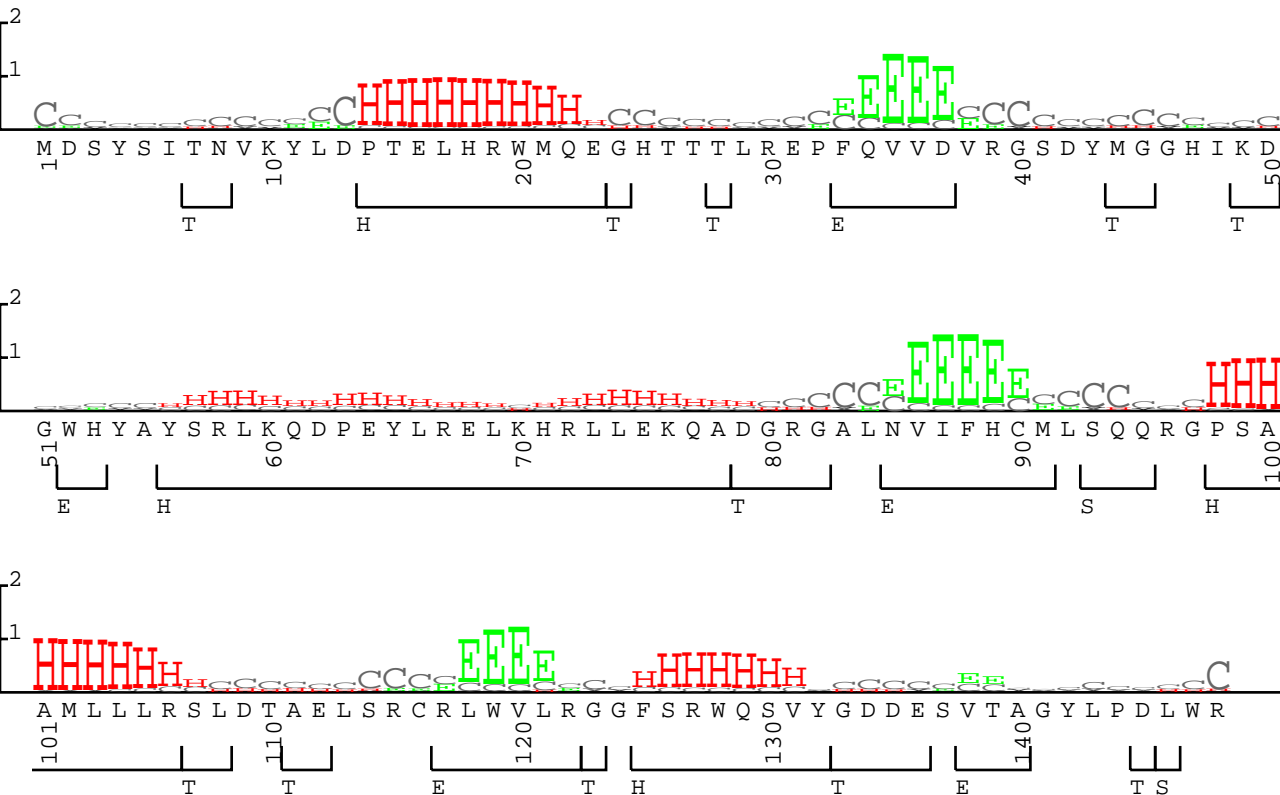 2
1
C C C H H H H H H H H H C C C E E E E E C C C
M D S Y S I T N V K Y L D P T E L H R W M Q E G H T T T L R E P F Q V V D V R G S D Y M G G H I K D
1 10 20 30 40 50
T H T T E T T
2
1
H H H H H H H H H C C C E E E E E E C C C H H H
G W H Y A Y S R L K Q D P E Y L R E L K H R L L E K Q A D G R G A L N V I F H C M L S Q Q R G P S A
51 60 70 80 90 100
E H T E S H
2
1
H H H H H H C C C E E E E H H H H H H H E E C
A M L L L R S L D T A E L S R C R L W V L R G G F S R W Q S V Y G D D E S V T A G Y L P D L W R
101 110 120 130 140
T T E T H T E T S